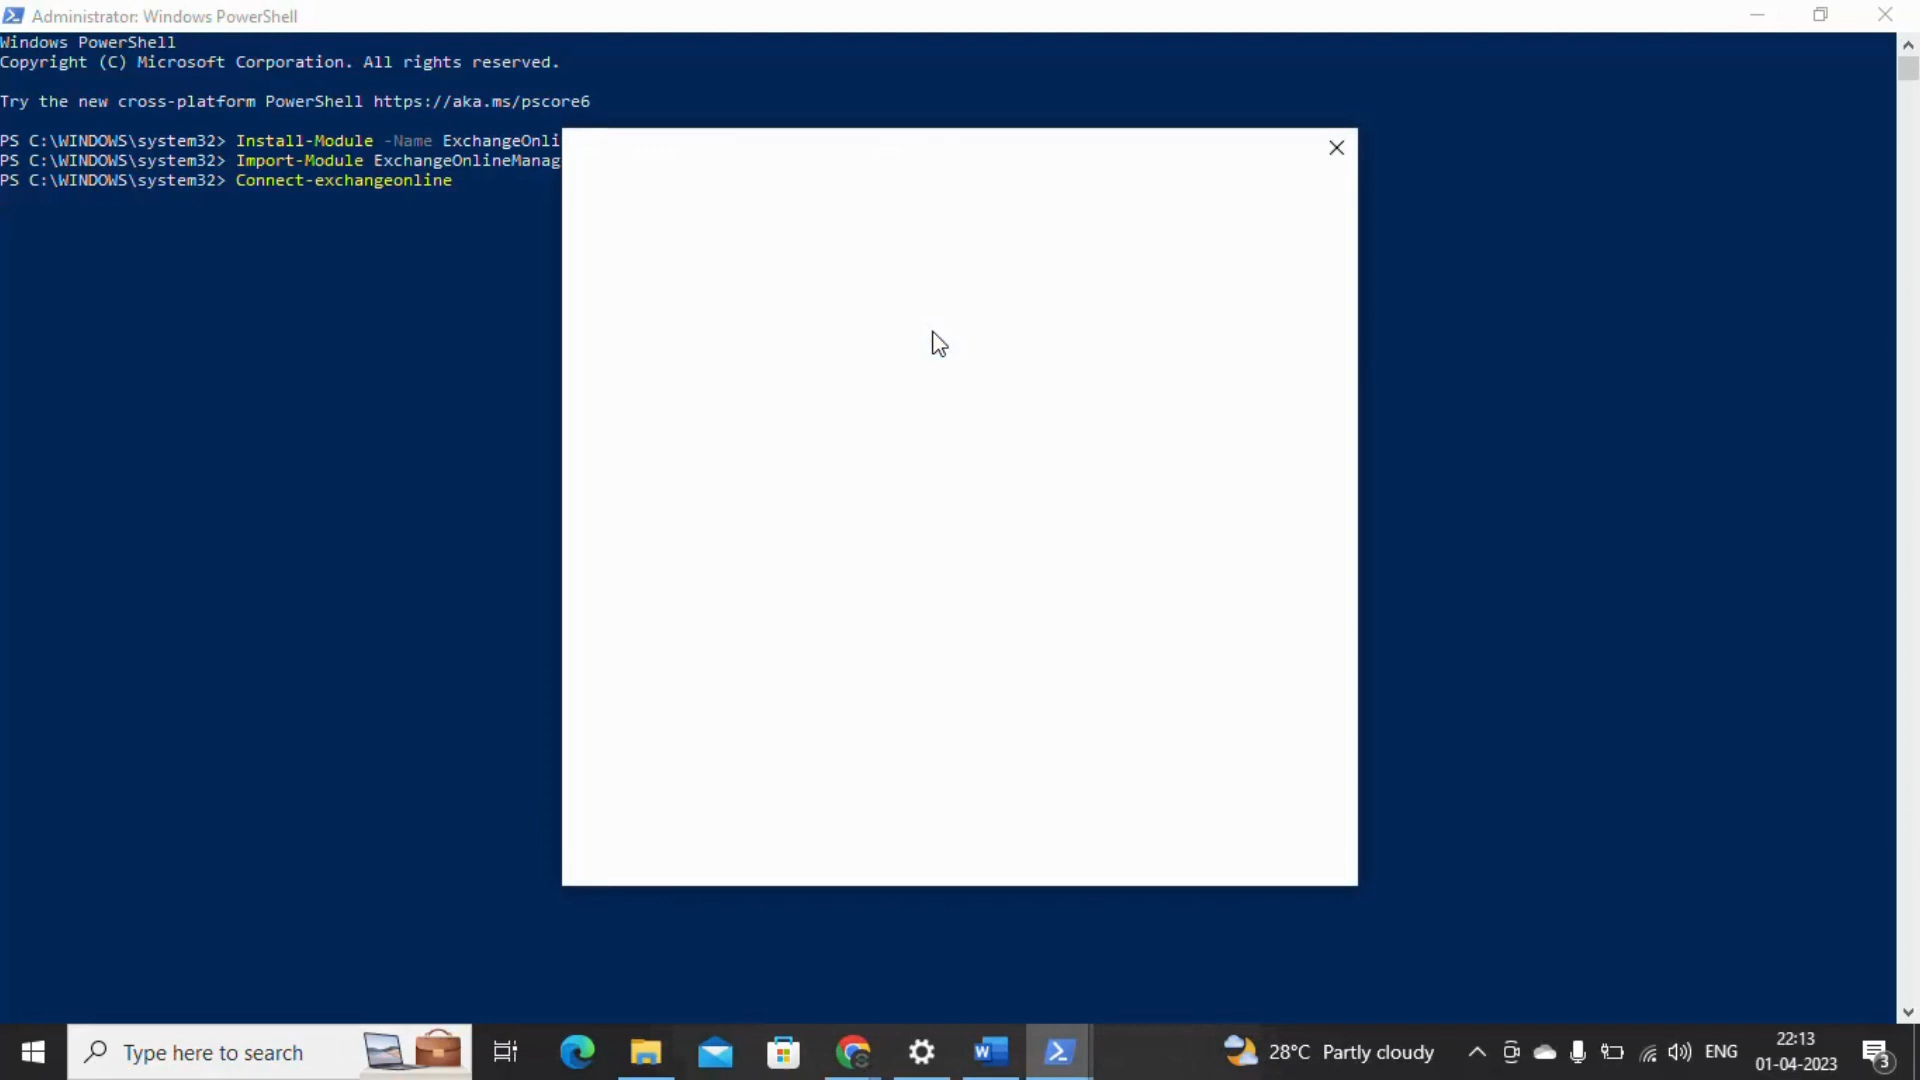 Administrator: Windows PowerShell
Windows PowerShell
Copyright (C) Microsoft Corporation. All rights reserved.
Try the new cross-platform PowerShell https://aka.ms/pscore6
PS C:\WINDOWS\system32> Install-Module -Name ExchangeOnli
PS C:\WINDOWS\system32> Import-Module ExchangeOnlineManag
PS C:\WINDOWS\system32> Connect-exchangeonline
Type here to search
28°C Partly cloudy
ENG
22:13
01-04-2023
3